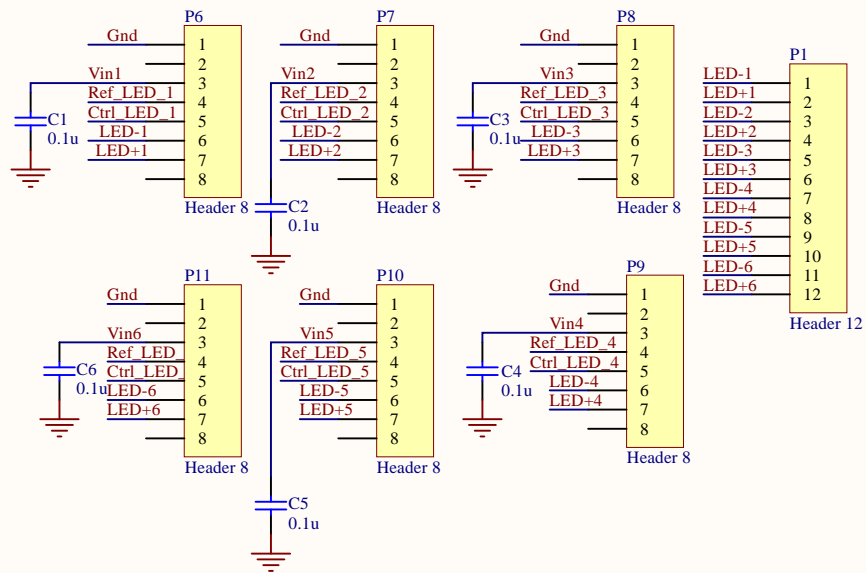 P6
Gnd
1
2
Vin1
3
Ref_LED_1
4
Ctrl_LED_1
5
LED-1
6
LED+1
7
8
Header 8
C1
0.1u
P7
Gnd
1
2
Vin2
3
Ref_LED_2
4
Ctrl_LED_2
5
LED-2
6
LED+2
7
8
Header 8
C2
0.1u
P8
Gnd
1
2
Vin3
3
Ref_LED_3
4
Ctrl_LED_3
5
LED-3
6
LED+3
7
8
Header 8
C3
0.1u
P1
LED-1 1
LED+1 2
LED-2 3
LED+2 4
LED-3 5
LED+3 6
LED-4 7
LED+4 8
LED-5 9
LED+5 10
LED-6 11
LED+6 12
Header 12
P11
Gnd
1
2
Vin6
3
Ref_LED_
4
Ctrl_LED_
5
LED-6
6
LED+6
7
8
Header 8
C6
0.1u
P10
Gnd
1
2
Vin5
3
Ref_LED_5
4
Ctrl_LED_5
5
LED-5
6
LED+5
7
8
Header 8
C5
0.1u
P9
Gnd
1
2
Vin4
3
Ref_LED_4
4
Ctrl_LED_4
5
LED-4
6
LED+4
7
8
Header 8
C4
0.1u